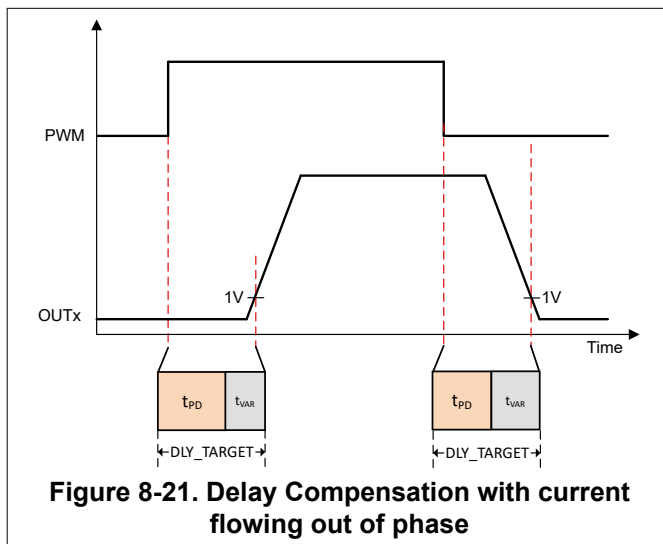 PWM
1V
1V
OUTx
Time
tPD
tVAR
tPD
tVAR
DLY_TARGET
DLY_TARGET
Figure 8-21. Delay Compensation with current
flowing out of phase